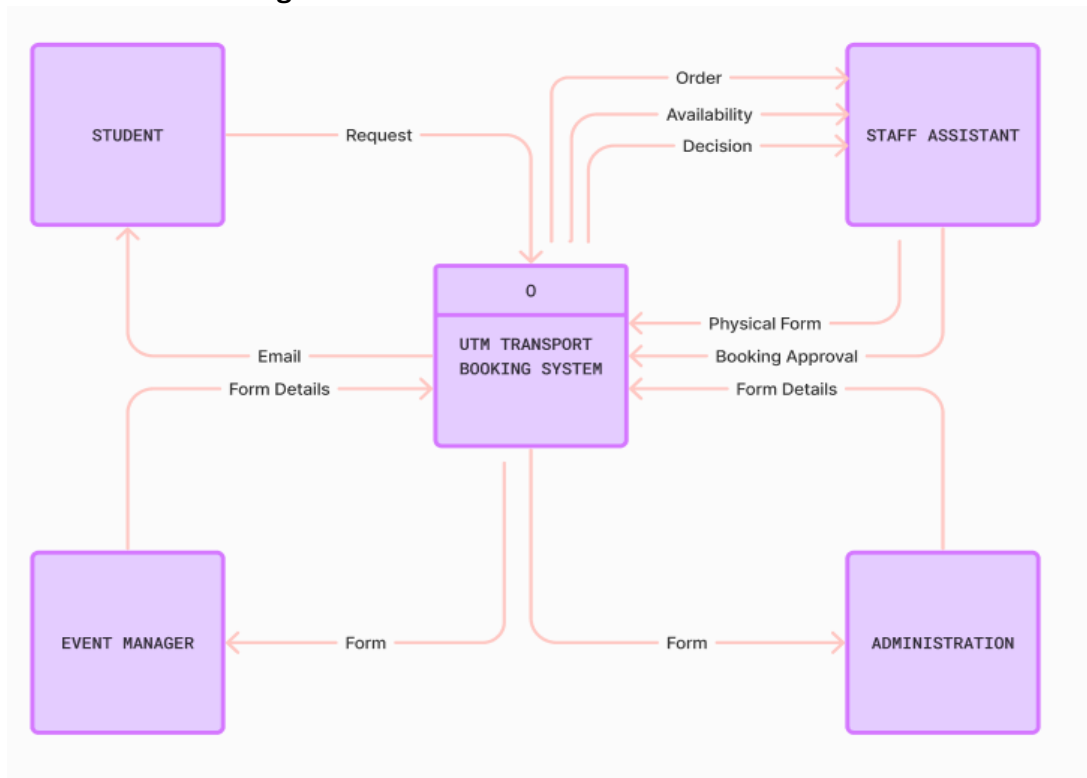 Order
Availability
STUDENT
Request
Decision
STAFF ASSISTANT
0
Physical Form
UTM TRANSPORT
BOOKING SYSTEM
Email
Booking Approval
Form Details
Form Details
EVENT MANAGER
Form
Form
ADMINISTRATION